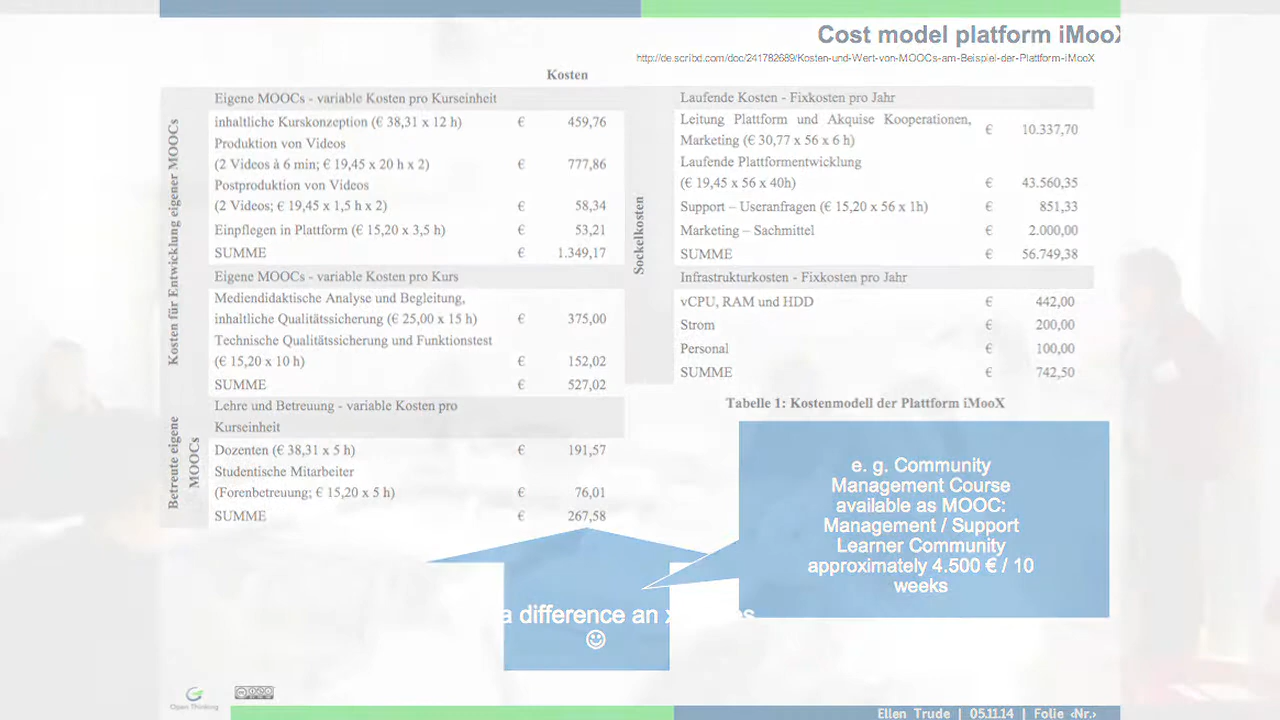 Cost model platform iMooX
http://de.scribd.com/doc/241782689/Kosten-und-Wert-von-MOOCs-am-Beispiel-der-Plattform-iMooX
Kosten
Kosten für Entwicklung eigener MOOCs
Eigene MOOCs - variable Kosten pro Kurseinheit
inhaltliche Kurskonzeption (€ 38,31 x 12 h) € 459,76
Produktion von Videos
(2 Videos à 6 min; € 19,45 x 20 h x 2) € 777,86
Postproduktion von Videos
(2 Videos; € 19,45 x 1,5 h x 2) € 58,34
Einpflegen in Plattform (€ 15,20 x 3,5 h) € 53,21
SUMME € 1.349,17
Eigene MOOCs - variable Kosten pro Kurs
Mediendidaktische Analyse und Begleitung,
inhaltliche Qualitätssicherung (€ 25,00 x 15 h) € 375,00
Technische Qualitätssicherung und Funktionstest
(€ 15,20 x 10 h) € 152,02
SUMME € 527,02
Betreute eigene
MOOCs
Lehre und Betreuung - variable Kosten pro
Kurseinheit
Dozenten (€ 38,31 x 5 h) € 191,57
Studentische Mitarbeiter
(Forenbetreuung; € 15,20 x 5 h) € 76,01
SUMME € 267,58
Sockelkosten
Laufende Kosten - Fixkosten pro Jahr
Leitung Plattform und Akquise Kooperationen,
Marketing (€ 30,77 x 56 x 6 h) € 10.337,70
Laufende Plattformentwicklung
(€ 19,45 x 56 x 40h) € 43.560,35
Support – Useranfragen (€ 15,20 x 56 x 1h) € 851,33
Marketing – Sachmittel € 2.000,00
SUMME € 56.749,38
Infrastrukturkosten - Fixkosten pro Jahr
vCPU, RAM und HDD € 442,00
Strom € 200,00
Personal € 100,00
SUMME € 742,50
Tabelle 1: Kostenmodell der Plattform iMooX
e. g. Community
Management Course
available as MOOC:
Management / Support
Learner Community
approximately 4.500 € / 10
weeks
a difference an
☺
Open Thinking
Ellen Trude | 05.11.14 | Folie ‹Nr.›